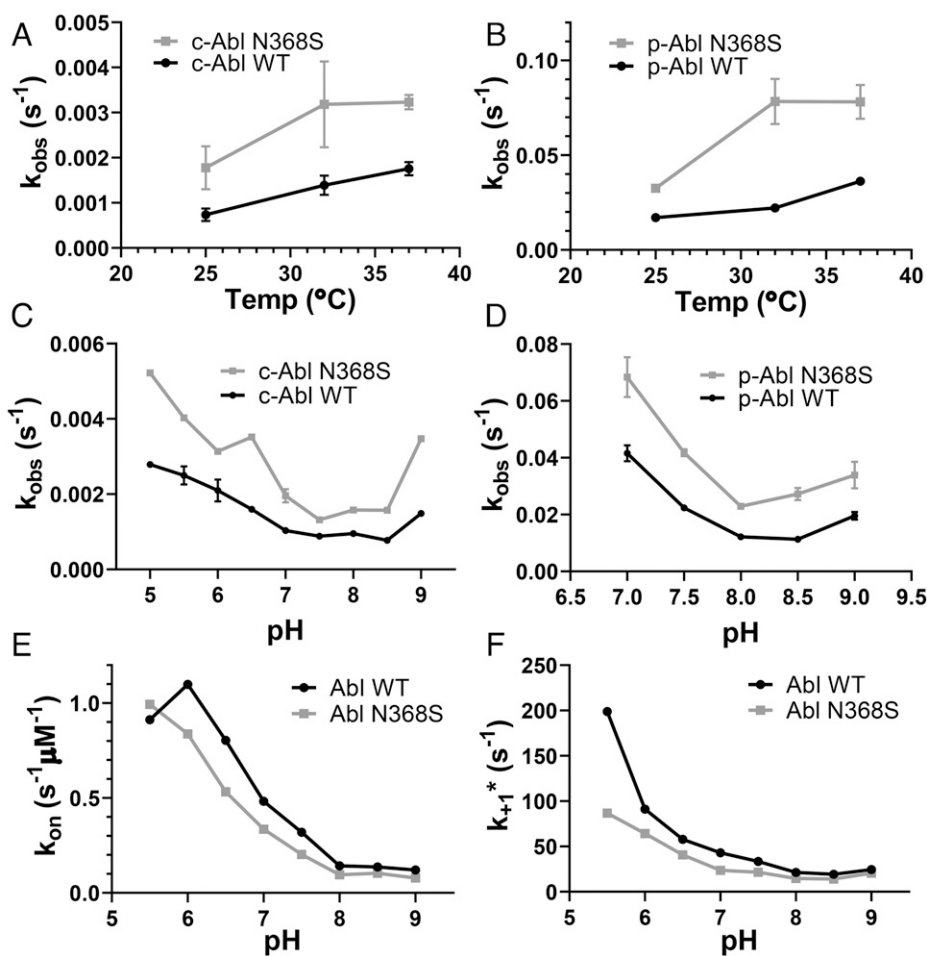 A
c-Abl N368S
c-Abl WT
k_obs (s⁻¹)
0.005
0.004
0.003
0.002
0.001
0.000
20 25 30 35 40
Temp (°C)
B
p-Abl N368S
p-Abl WT
k_obs (s⁻¹)
0.10
0.05
0.00
20 25 30 35 40
Temp (°C)
C
c-Abl N368S
c-Abl WT
k_obs (s⁻¹)
0.006
0.004
0.002
0.000
5 6 7 8 9
pH
D
p-Abl N368S
p-Abl WT
k_obs (s⁻¹)
0.08
0.06
0.04
0.02
0.00
6.5 7.0 7.5 8.0 8.5 9.0 9.5
pH
E
Abl WT
Abl N368S
k_on (s⁻¹μM⁻¹)
1.0
0.5
0.0
5 6 7 8 9
pH
F
Abl WT
Abl N368S
k_+1* (s⁻¹)
250
200
150
100
50
0
5 6 7 8 9
pH